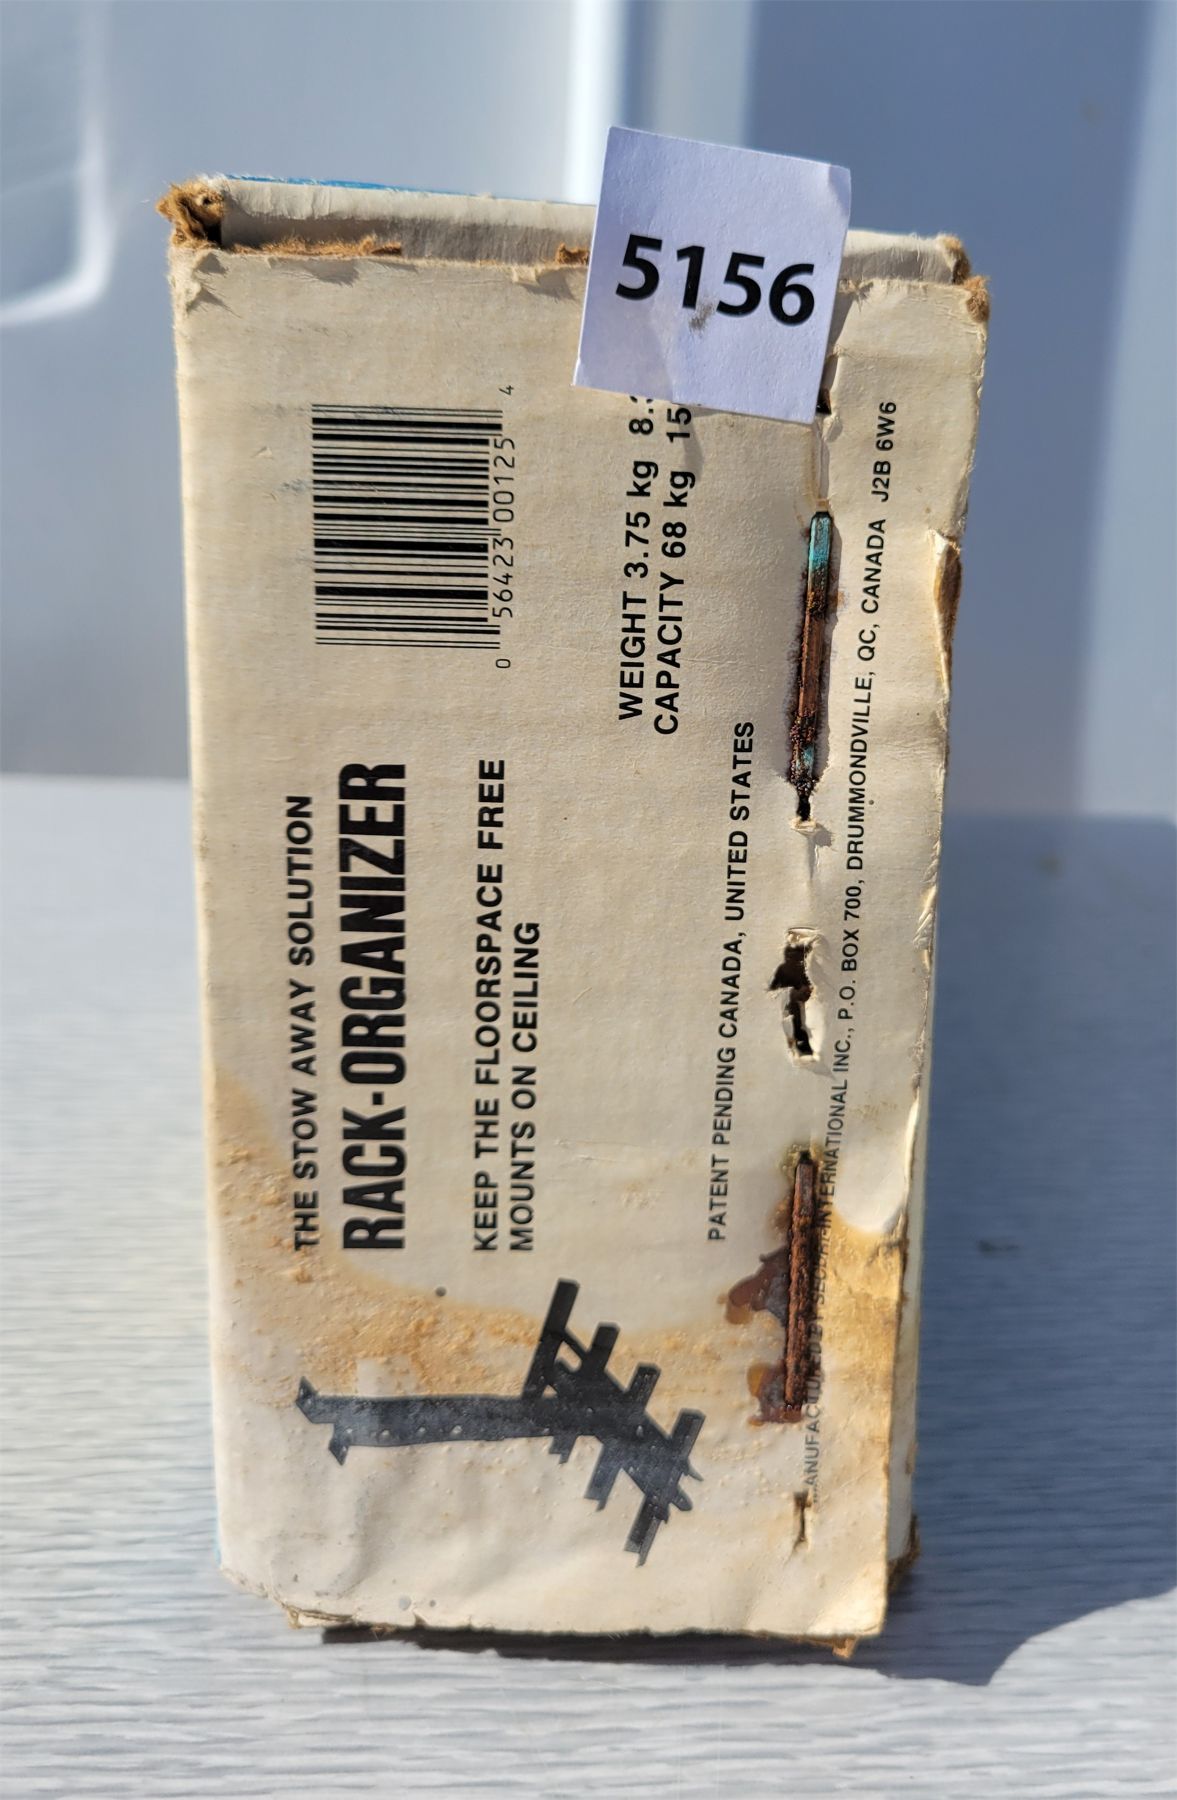 5156
THE STOW AWAY SOLUTION
RACK-ORGANIZER
KEEP THE FLOORSPACE FREE
MOUNTS ON CEILING
0 56423 00125 4
WEIGHT 3.75 kg 8.
CAPACITY 68 kg 15
PATENT PENDING CANADA, UNITED STATES
INTERNATIONAL INC., P.O. BOX 700, DRUMMONDVILLE, QC, CANADA J2B 6W6